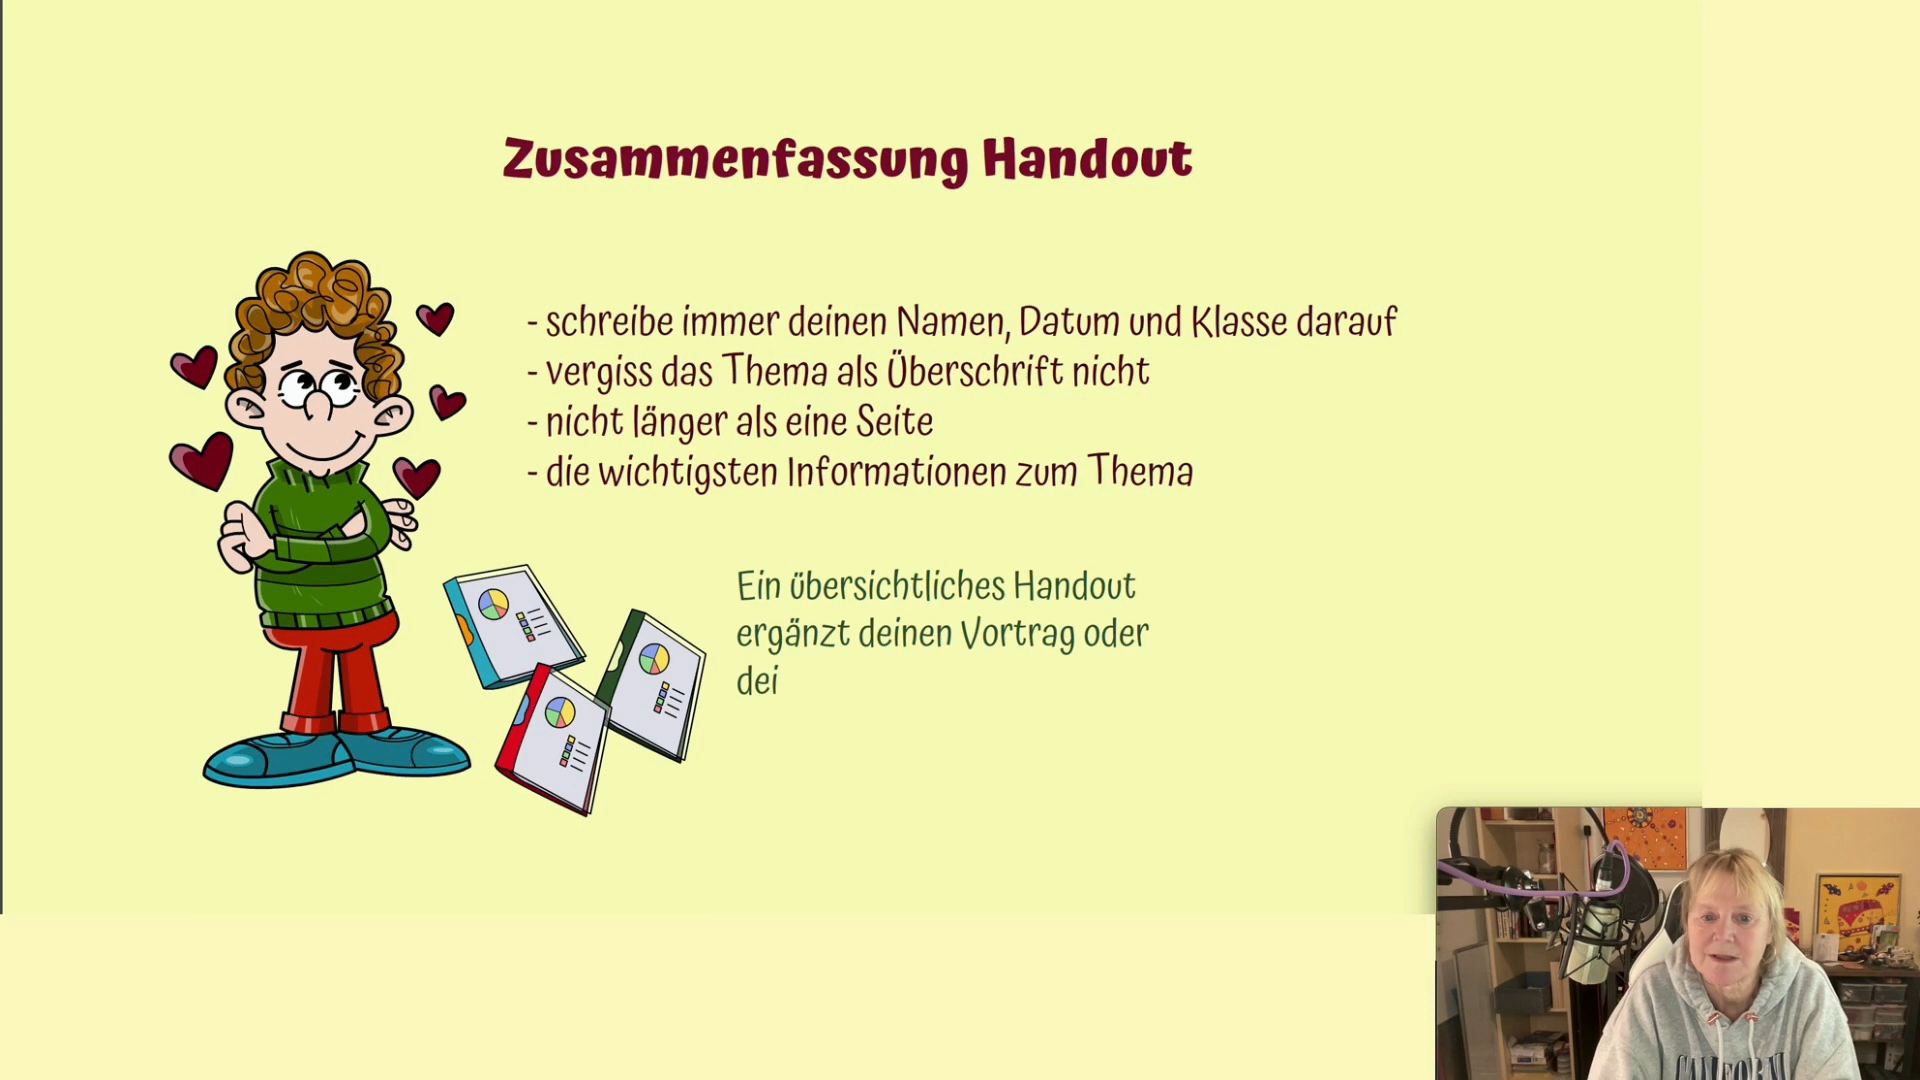 Zusammenfassung Handout
- schreibe immer deinen Namen, Datum und Klasse darauf
- vergiss das Thema als Überschrift nicht
- nicht länger als eine Seite
- die wichtigsten Informationen zum Thema
Ein übersichtliches Handout
ergänzt deinen Vortrag oder
dei